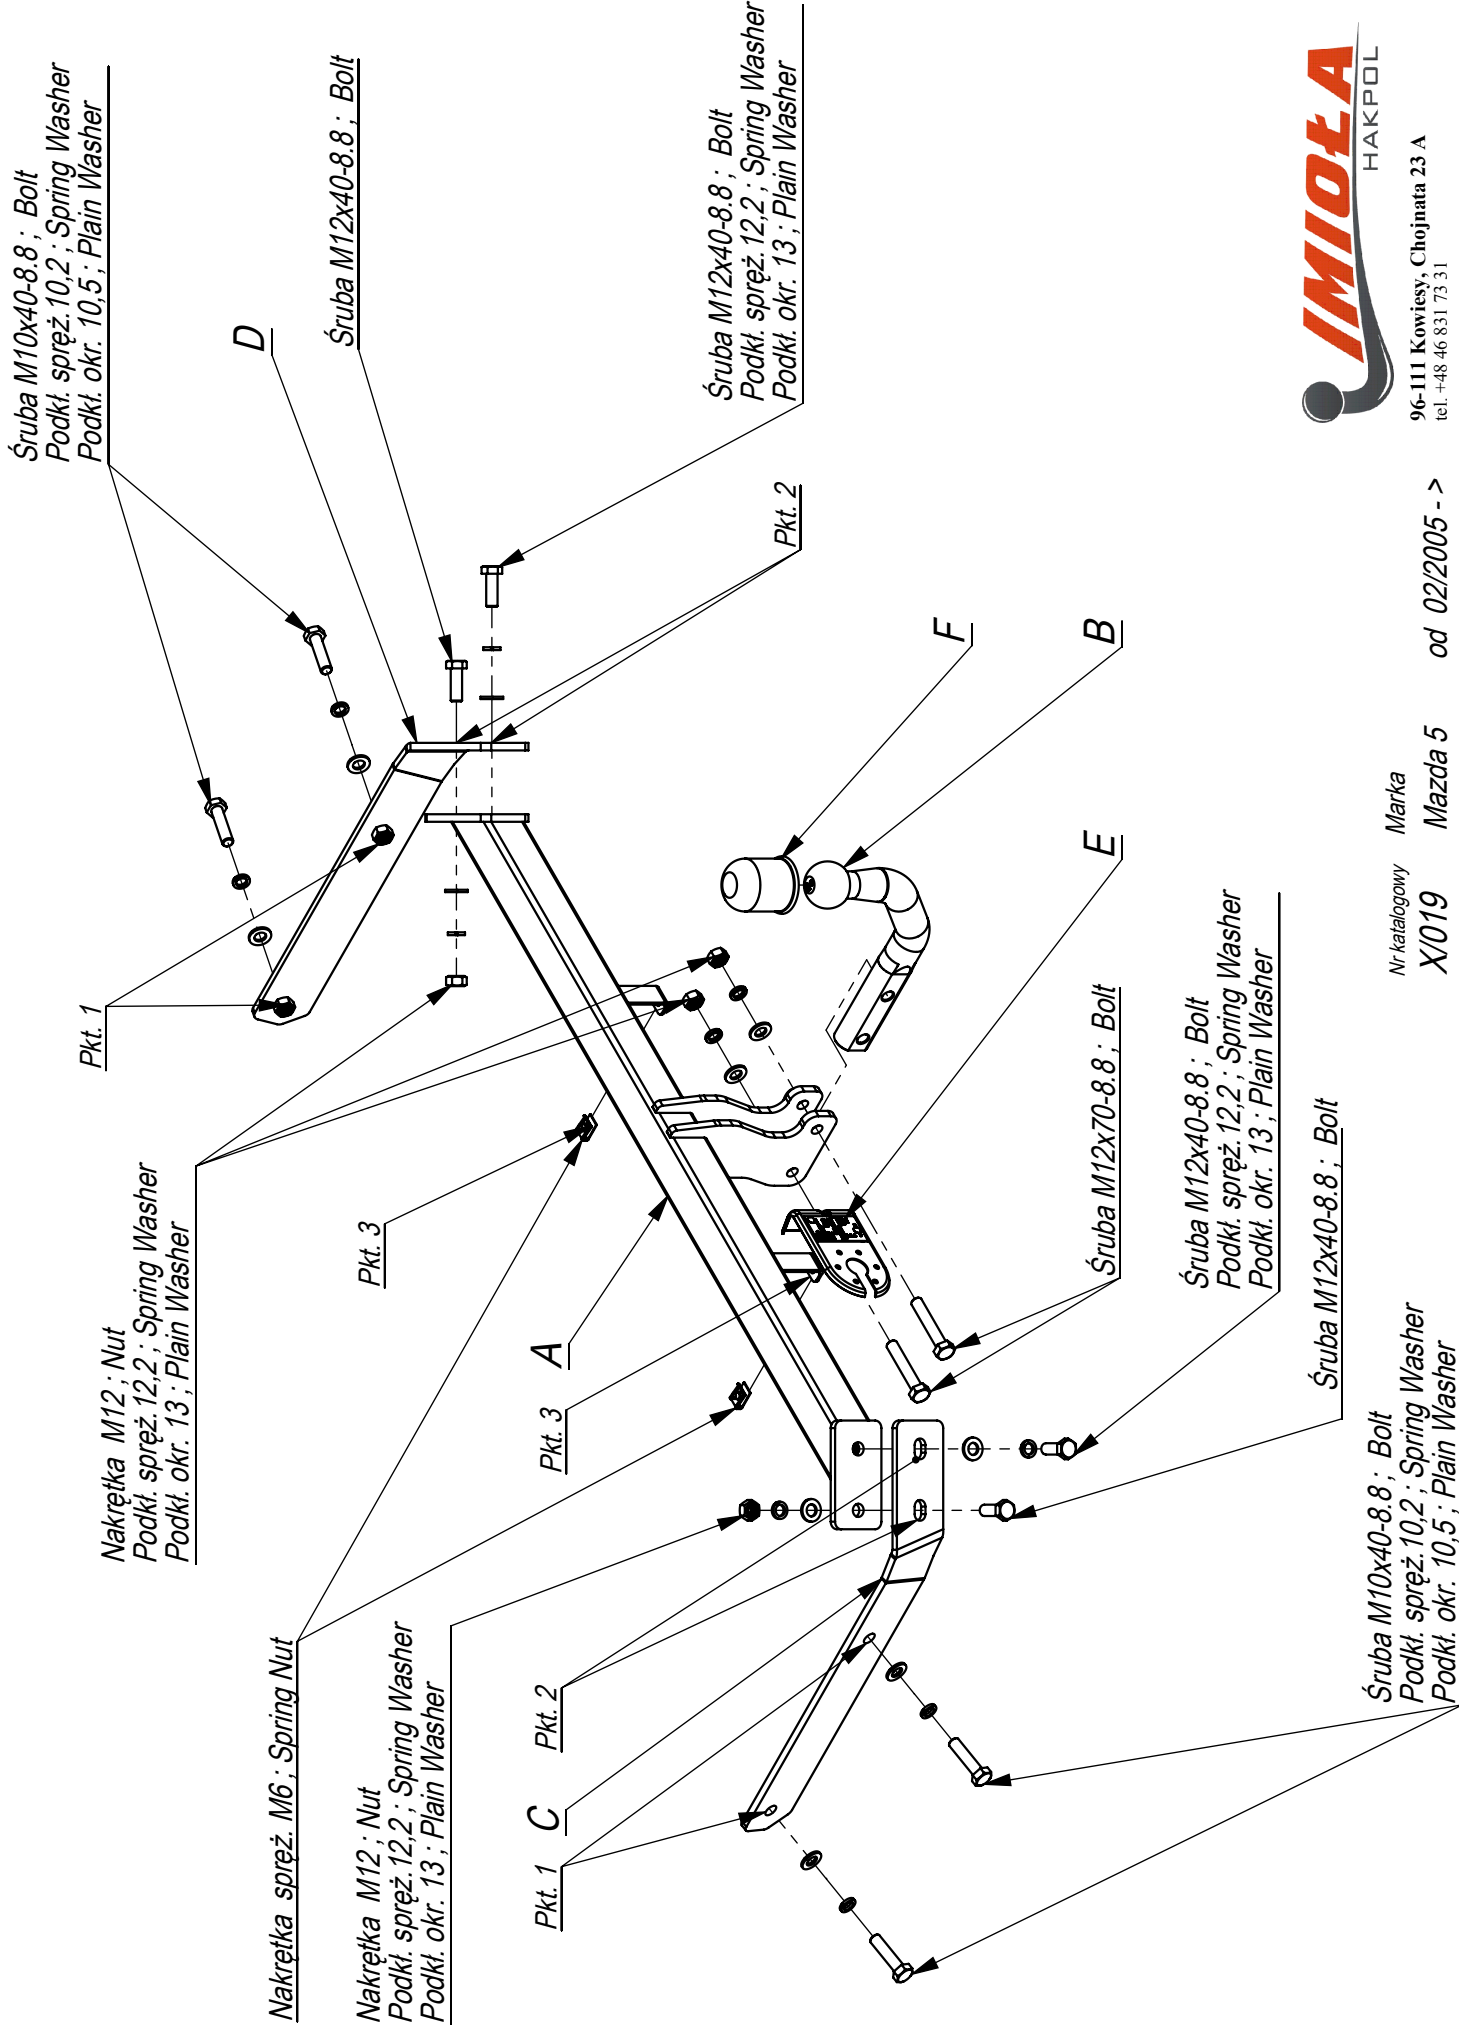 Nakrętka spręż. M6 ; Spring Nut
Nakrętka M12 ; Nut
Podkł. spręż.12,2 ; Spring Washer
Podkł. okr. 13 ; Plain Washer
Nakrętka M12 ; Nut
Podkł. spręż.12,2 ; Spring Washer
Podkł. okr. 13 ; Plain Washer
Pkt. 1
Śruba M10x40-8.8 ; Bolt
Podkł. spręż.10,2 ; Spring Washer
Podkł. okr. 10,5 ; Plain Washer
D
Śruba M12x40-8.8 ; Bolt
Pkt. 3
A
Pkt. 3
Pkt. 2
C
Pkt. 1
Śruba M12x40-8.8 ; Bolt
Podkł. spręż.12,2 ; Spring Washer
Podkł. okr. 13 ; Plain Washer
Pkt. 2
F
B
E
Śruba M12x70-8.8 ; Bolt
Śruba M12x40-8.8 ; Bolt
Podkł. spręż.12,2 ; Spring Washer
Podkł. okr. 13 ; Plain Washer
Śruba M12x40-8.8 ; Bolt
Śruba M10x40-8.8 ; Bolt
Podkł. spręż.10,2 ; Spring Washer
Podkł. okr. 10,5 ; Plain Washer
Nr katalogowy Marka
X/019 Mazda 5 od 02/2005 - >
IMIOŁA
HAKPOL
96-111 Kowiesy, Chojnata 23 A
tel. +48 46 831 73 31